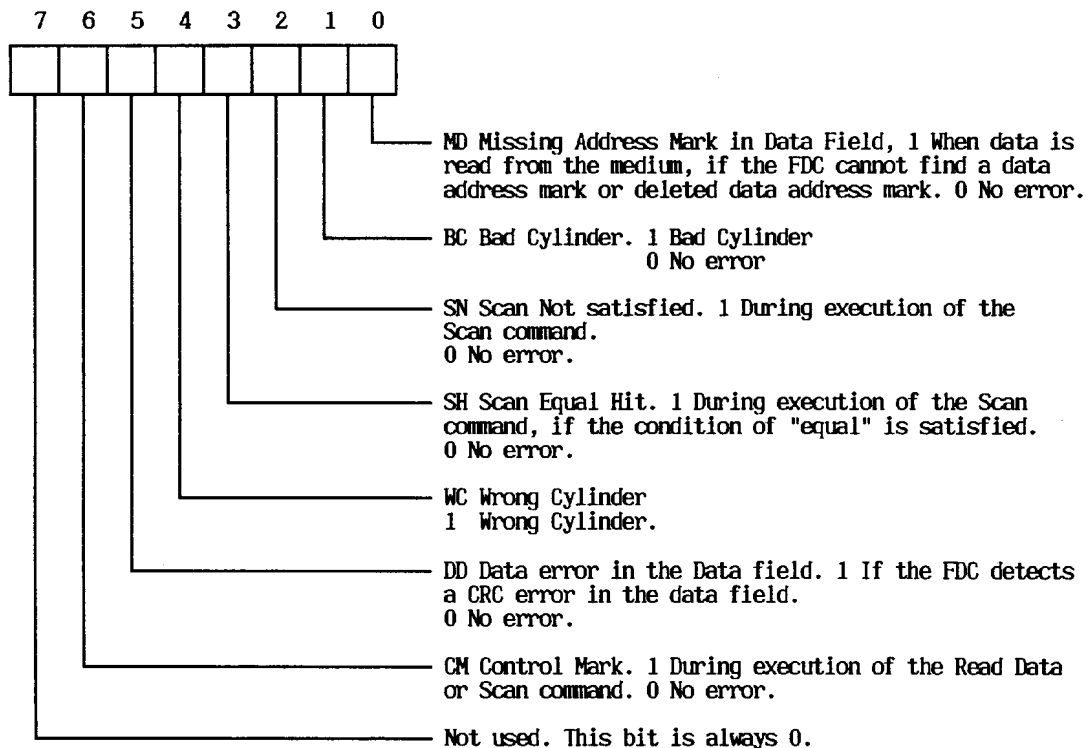 7 6 5 4 3 2 1 0
MD Missing Address Mark in Data Field, 1 When data is
read from the medium, if the FDC cannot find a data
address mark or deleted data address mark. 0 No error.
BC Bad Cylinder. 1 Bad Cylinder
0 No error
SN Scan Not satisfied. 1 During execution of the
Scan command.
0 No error.
SH Scan Equal Hit. 1 During execution of the Scan
command, if the condition of "equal" is satisfied.
0 No error.
WC Wrong Cylinder
1 Wrong Cylinder.
DD Data error in the Data field. 1 If the FDC detects
a CRC error in the data field.
0 No error.
CM Control Mark. 1 During execution of the Read Data
or Scan command. 0 No error.
Not used. This bit is always 0.